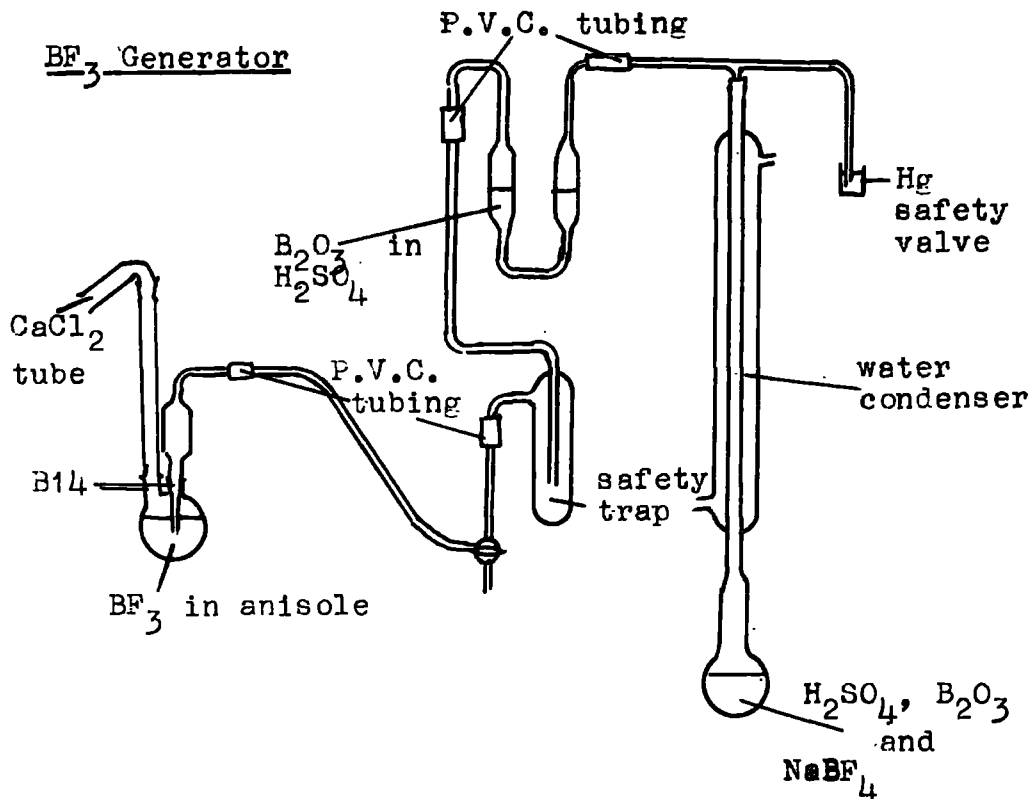 P.V.C. tubing
BF3 Generator
Hg
safety
valve
B2O3 in
H2SO4
CaCl2
tube
P.V.C.
tubing
water
condenser
B14
safety
trap
BF3 in anisole
H2SO4, B2O3
and
NaBF4